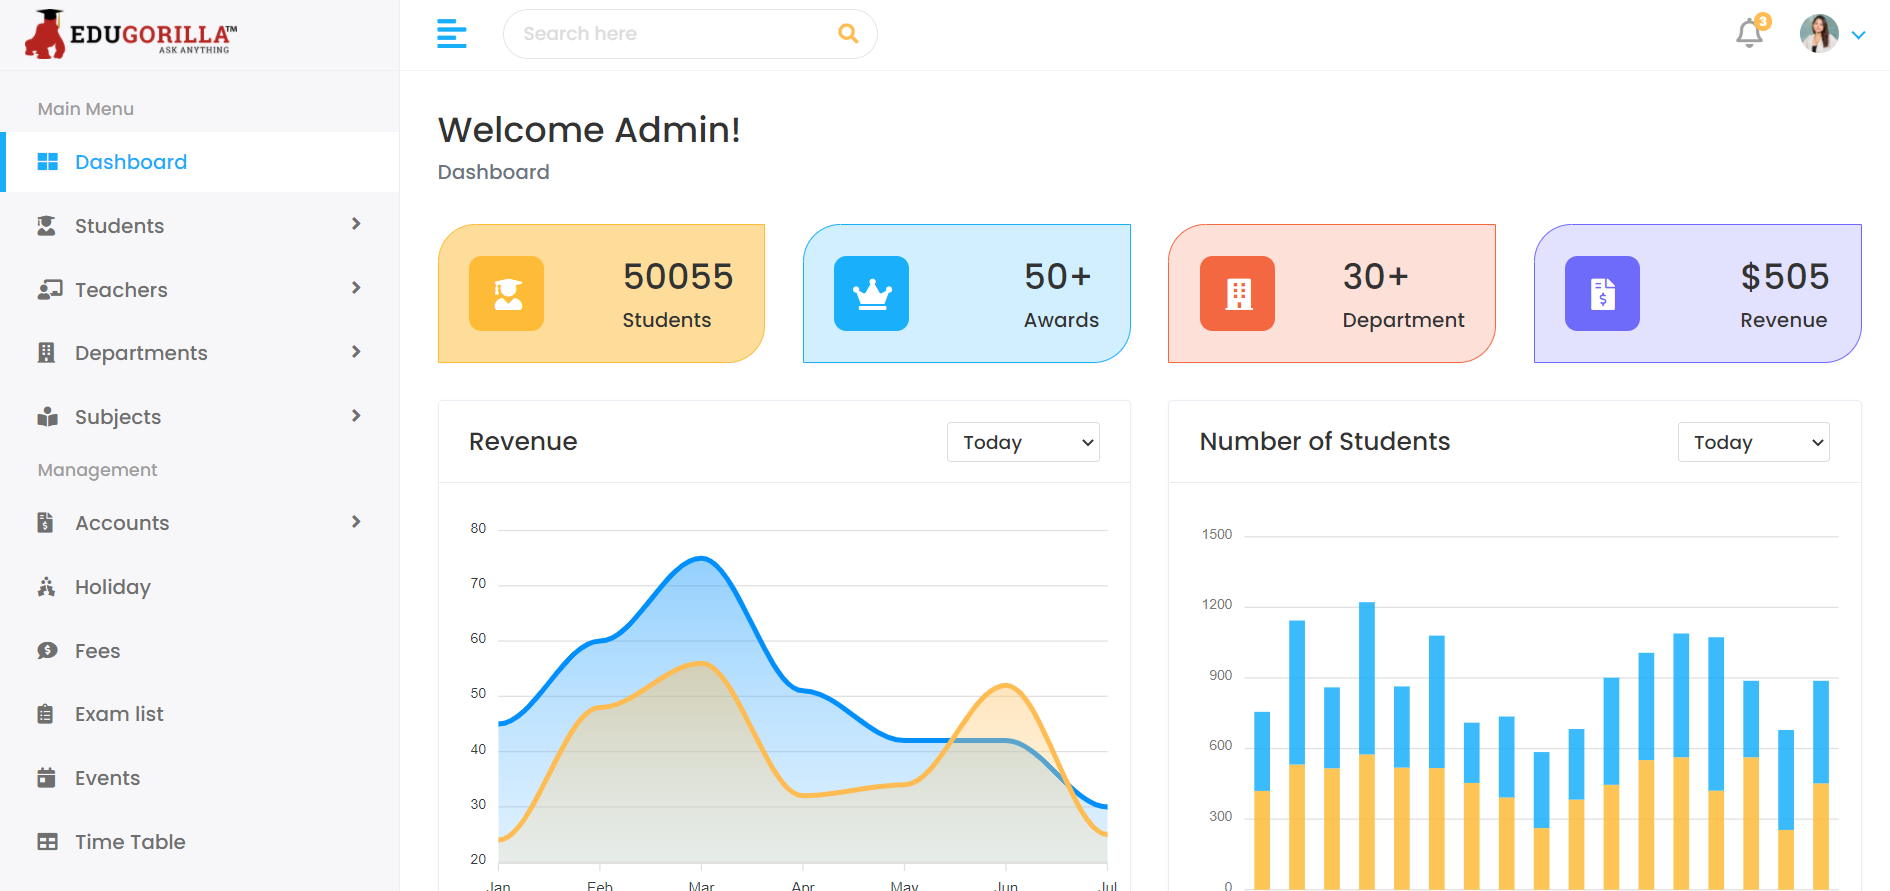 EDUGORILLA™
ASK ANYTHING
Search here
3
Main Menu
Dashboard
Students
Teachers
Departments
Subjects
Management
Accounts
Holiday
Fees
Exam list
Events
Time Table
Welcome Admin!
Dashboard
50055
Students
50+
Awards
30+
Department
$505
Revenue
Revenue
Today
80
70
60
50
40
30
20
Jan
Feb
Mar
Apr
May
Jun
Jul
Number of Students
Today
1500
1200
900
600
300
0